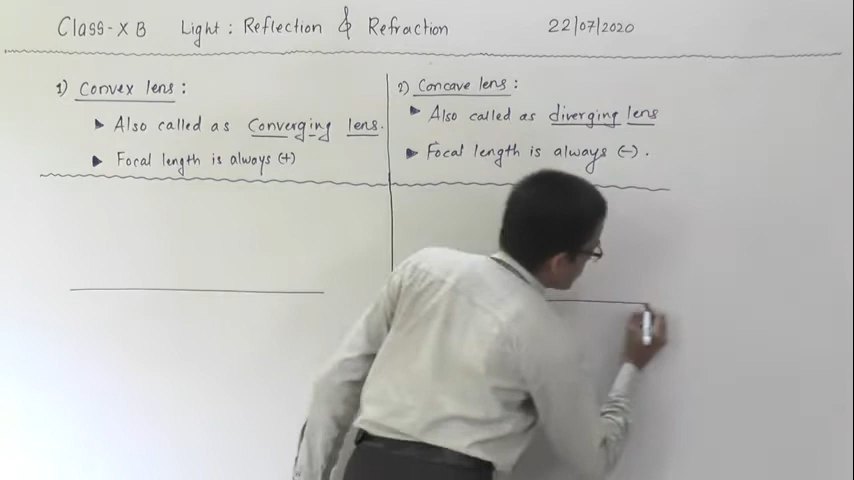 Class-X B Light : Reflection & Refraction 22/07/2020
1) Convex lens :
▶ Also called as Converging lens.
▶ Focal length is always (+)
2) Concave lens :
▶ Also called as diverging lens
▶ Focal length is always (-).